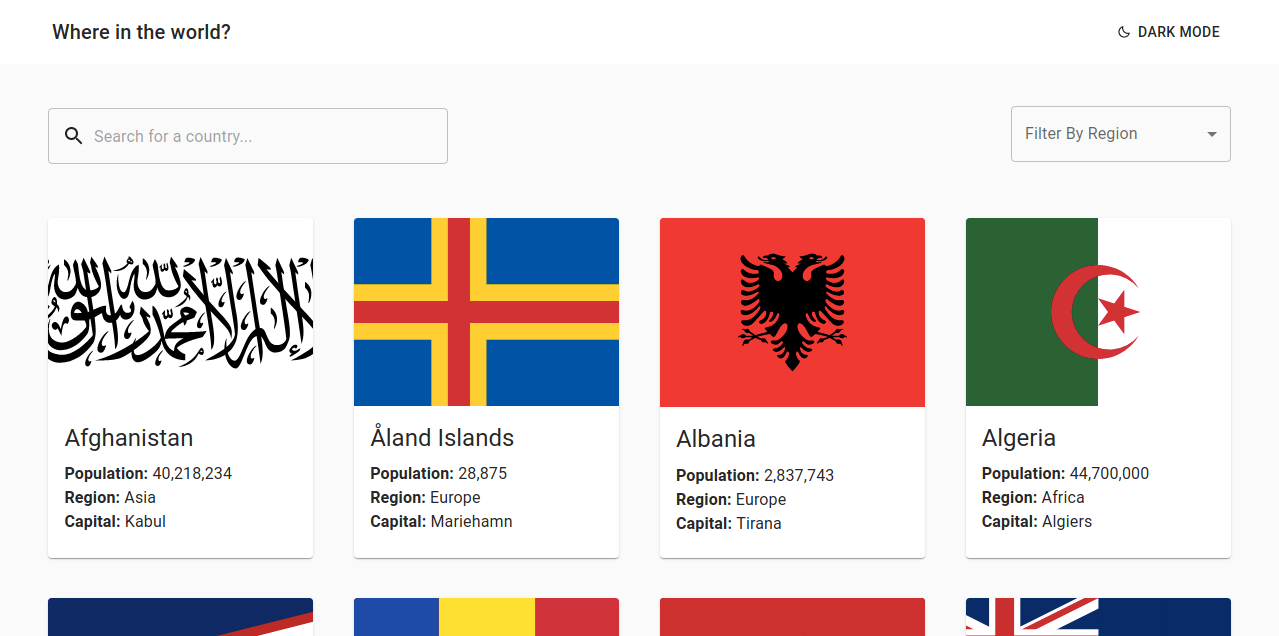 Where in the world?
DARK MODE
Search for a country...
Filter By Region
Afghanistan
Population: 40,218,234
Region: Asia
Capital: Kabul
Åland Islands
Population: 28,875
Region: Europe
Capital: Mariehamn
Albania
Population: 2,837,743
Region: Europe
Capital: Tirana
Algeria
Population: 44,700,000
Region: Africa
Capital: Algiers